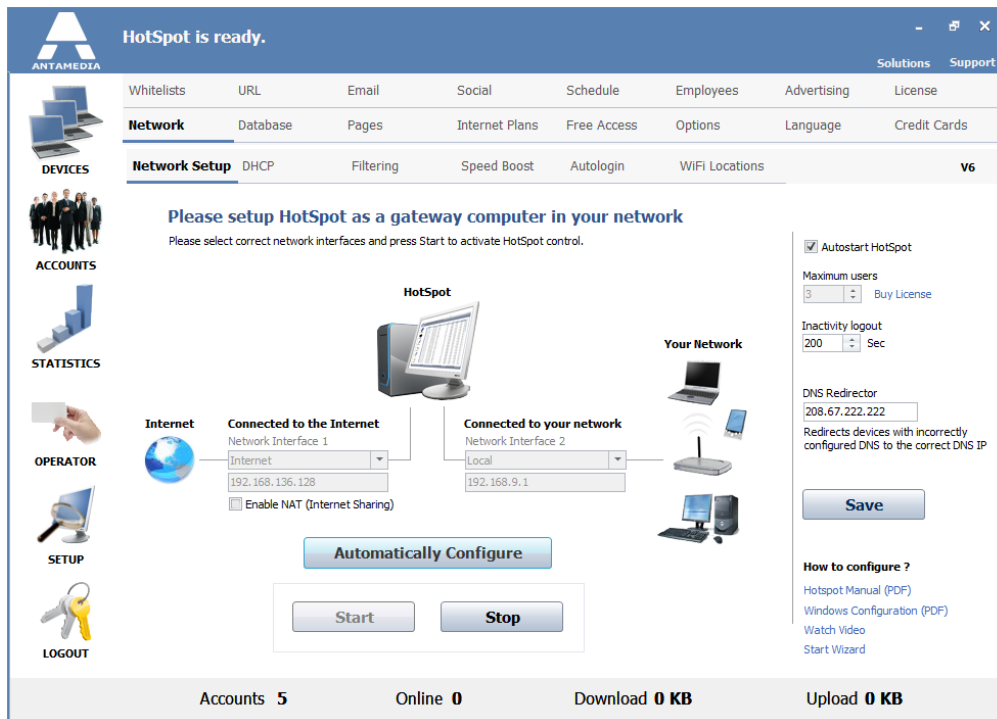 HotSpot is ready.
ANTAMEDIA
Solutions Support
Whitelists URL Email Social Schedule Employees Advertising License
Network Database Pages Internet Plans Free Access Options Language Credit Cards
Network Setup DHCP Filtering Speed Boost Autologin WiFi Locations V6
DEVICES
ACCOUNTS
STATISTICS
OPERATOR
SETUP
LOGOUT
Please setup HotSpot as a gateway computer in your network
Please select correct network interfaces and press Start to activate HotSpot control.
HotSpot
Your Network
Internet
Connected to the Internet
Network Interface 1
Internet
192.168.136.128
Enable NAT (Internet Sharing)
Connected to your network
Network Interface 2
Local
192.168.9.1
Automatically Configure
Start Stop
Autostart HotSpot
Maximum users
3 Buy License
Inactivity logout
200 Sec
DNS Redirector
208.67.222.222
Redirects devices with incorrectly
configured DNS to the correct DNS IP
Save
How to configure ?
Hotspot Manual (PDF)
Windows Configuration (PDF)
Watch Video
Start Wizard
Accounts 5 Online 0 Download 0 KB Upload 0 KB